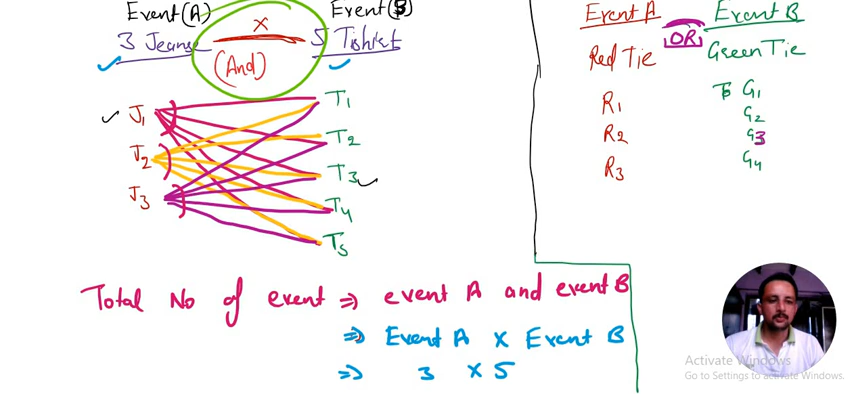 Event(A) Event(B)
3 Jeans x 5 Tshirt
(And)
J1 T1
J2 T2
J3 T3
T4
T5
Event A OR Event B
Red Tie Green Tie
R1 G1
G2
R2 G3
R3 G4
Total No of event => event A and event B
=> Event A x Event B
=> 3 x 5
Activate Windows
Go to Settings to activate Windows.